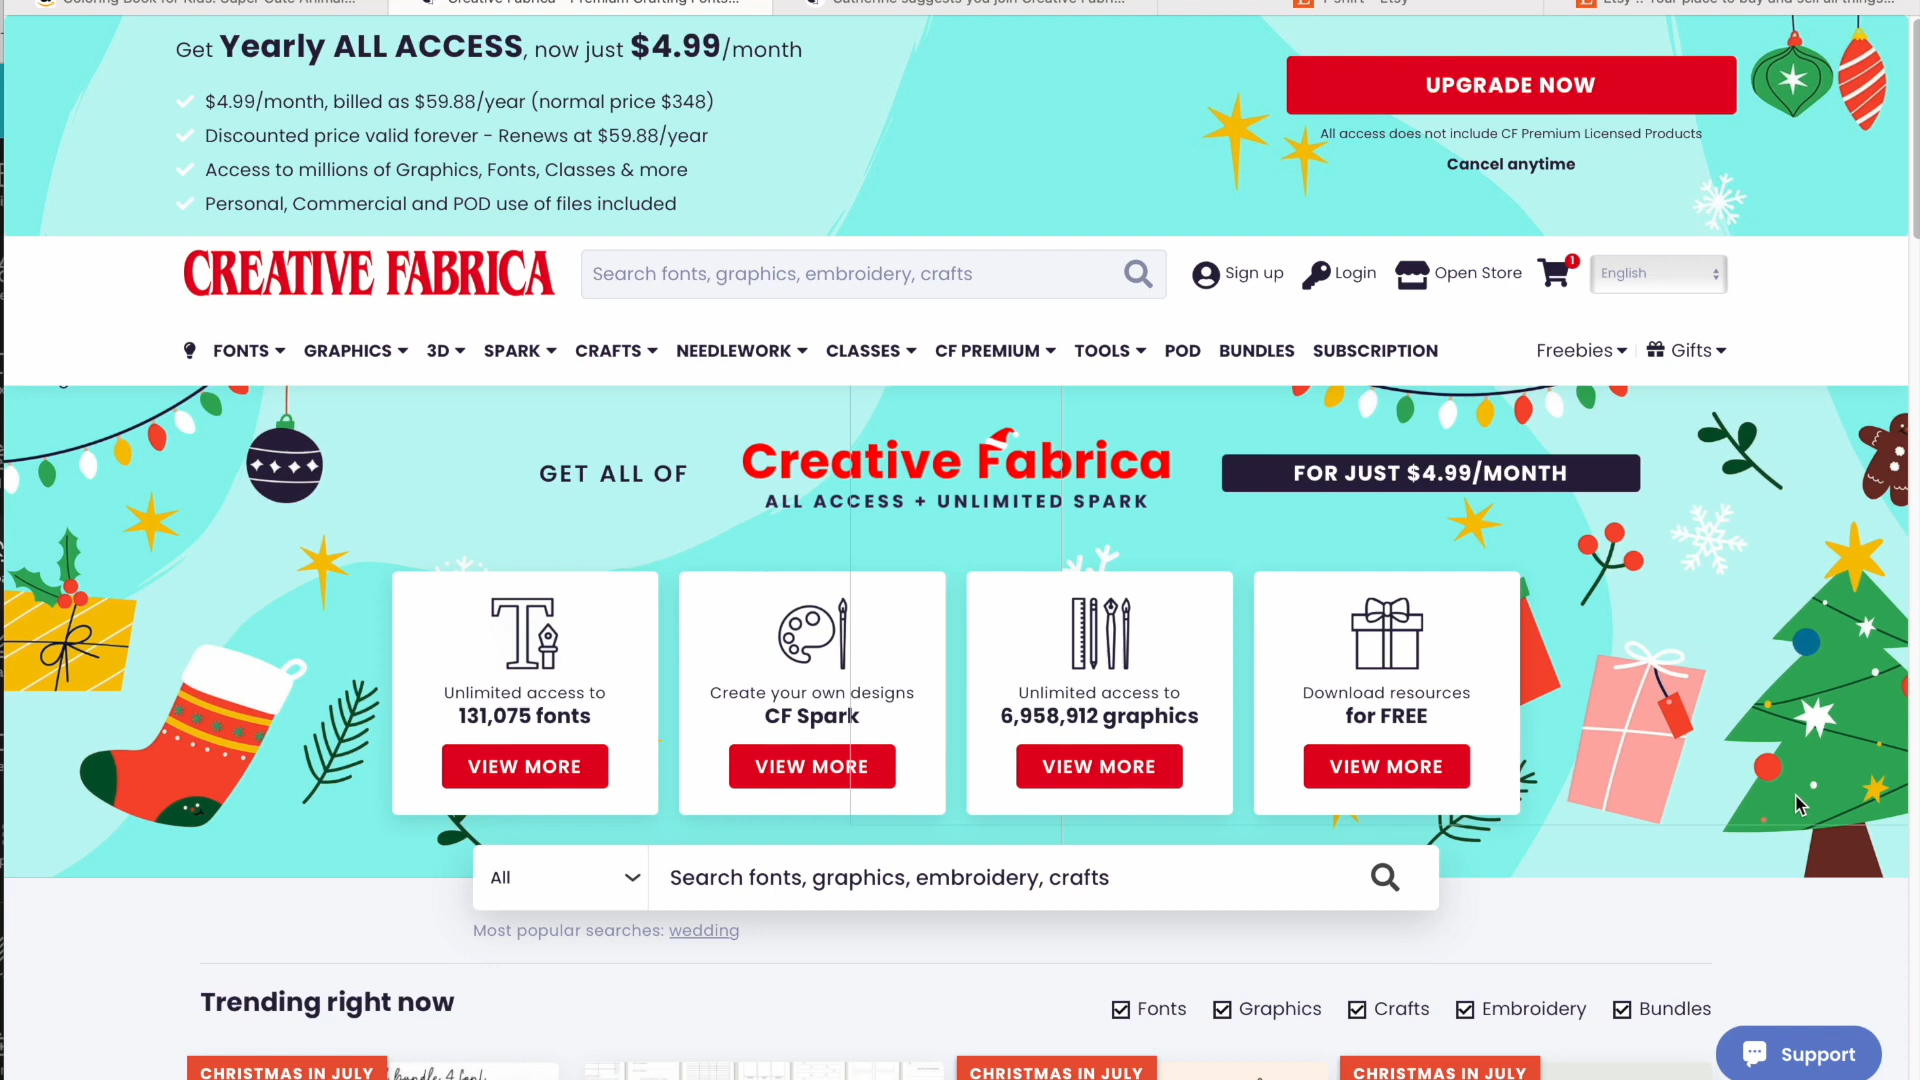 Get Yearly ALL ACCESS, now just $4.99/month
$4.99/month, billed as $59.88/year (normal price $348)
Discounted price valid forever - Renews at $59.88/year
Access to millions of Graphics, Fonts, Classes & more
Personal, Commercial and POD use of files included
UPGRADE NOW
All access does not include CF Premium Licensed Products
Cancel anytime
CREATIVE FABRICA
Search fonts, graphics, embroidery, crafts
Sign up
Login
Open Store
1
English
FONTS GRAPHICS 3D SPARK CRAFTS NEEDLEWORK CLASSES CF PREMIUM TOOLS POD BUNDLES SUBSCRIPTION Freebies Gifts
GET ALL OF
Creative Fabrica
ALL ACCESS + UNLIMITED SPARK
FOR JUST $4.99/MONTH
Unlimited access to
131,075 fonts
VIEW MORE
Create your own designs
CF Spark
VIEW MORE
Unlimited access to
6,958,912 graphics
VIEW MORE
Download resources
for FREE
VIEW MORE
All
Search fonts, graphics, embroidery, crafts
Most popular searches: wedding
Trending right now
Fonts Graphics Crafts Embroidery Bundles
Support
CHRISTMAS IN JULY
CHRISTMAS IN JULY
CHRISTMAS IN JULY